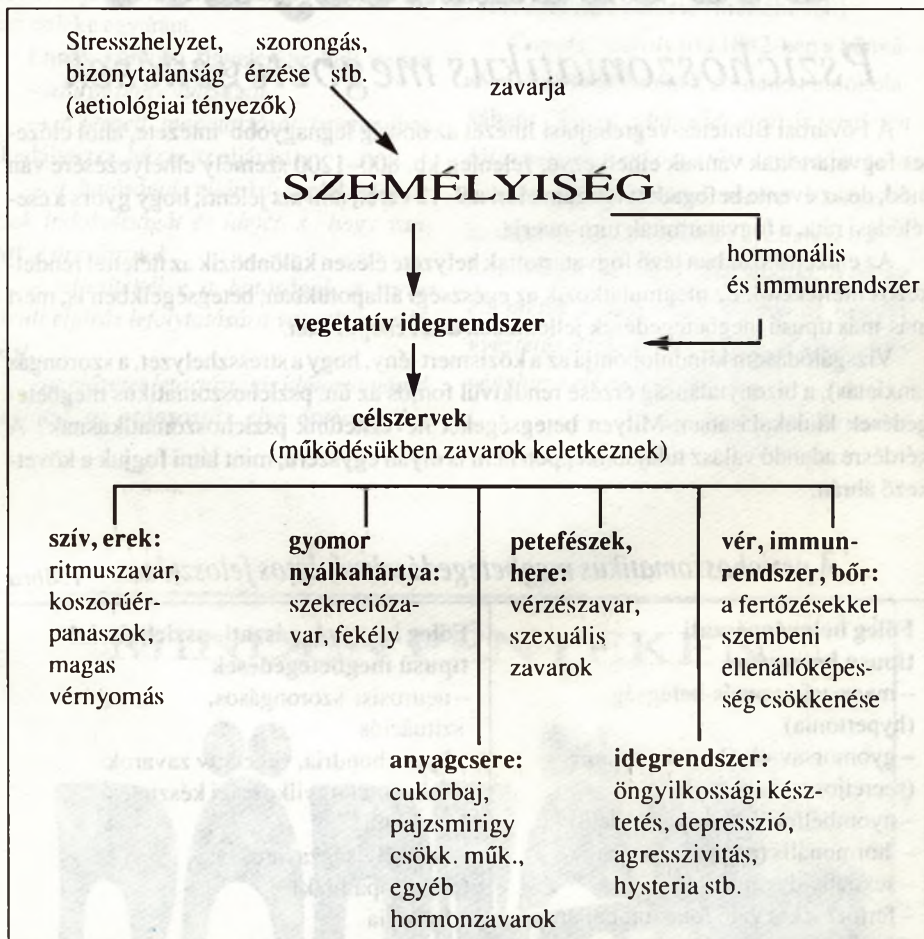 Stresszhelyzet, szorongás,
bizonytalanság érzése stb.
(aetiológiai tényezők)
zavarja
SZEMÉLYISÉG
hormonális
és immunrendszer
vegetatív idegrendszer
célszervek
(működésükben zavarok keletkeznek)
szív, erek:
ritmuszavar,
koszorúér-
panaszok,
magas
vérnyomás
gyomor
nyálkahártya:
szekrecióza-
var, fekély
petefészek,
here:
vérzészavar,
szexuális
zavarok
vér, immun-
rendszer, bőr:
a fertőzésekkel
szembeni
ellenállóképes-
ség csökkenése
anyagcsere:
cukorbaj,
pajzsmirigy
csökk. műk.,
egyéb
hormonzavarok
idegrendszer:
öngyilkossági kész-
tetés, depresszió,
agresszivitás,
hysteria stb.